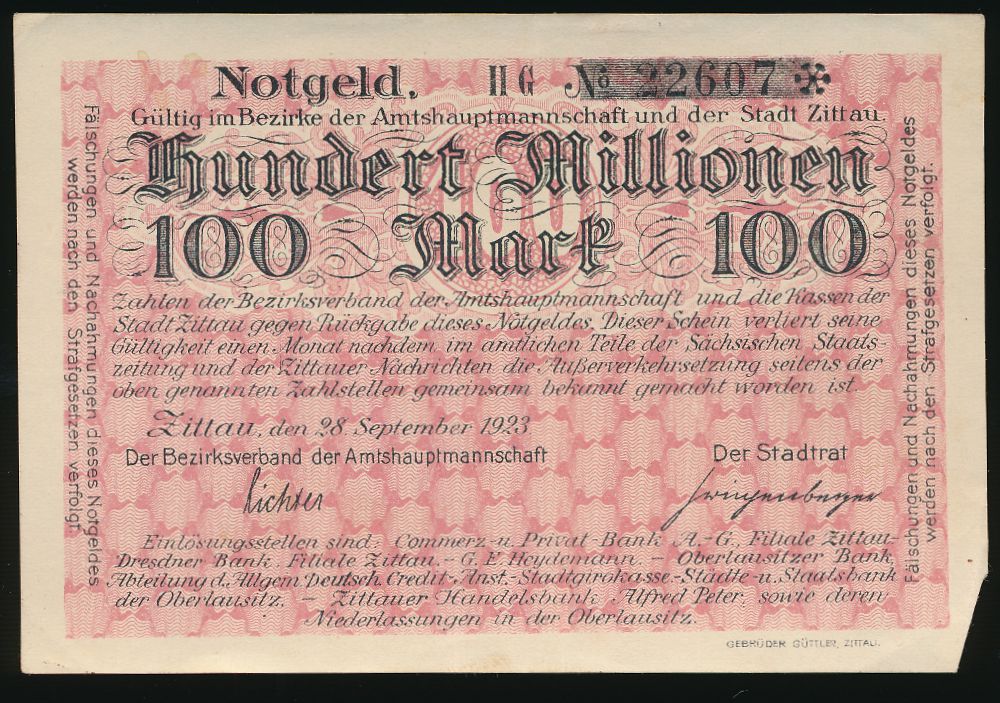 Notgeld. II G № 22607
Gültig im Bezirke der Amtshauptmannschaft und der Stadt Zittau.
Hundert Millionen
100 Mark 100
Zahlen der Bezirksverband der Amtshauptmannschaft und die Kassen der
Stadt Zittau gegen Rückgabe dieses Notgeldes. Dieser Schein verliert seine
Gültigkeit einen Monat nachdem im amtlichen Teile der Sächsischen Staats-
zeitung und der Zittauer Nachrichten die Außerverkehrsetzung seitens der
oben genannten Zahlstellen gemeinsam bekannt gemacht worden ist.
Zittau, den 28 September 1923
Der Bezirksverband der Amtshauptmannschaft Der Stadtrat
Richter
Einlösungsstellen sind: Commerz-u. Privat-Bank A.-G. Filiale Zittau-
Dresdner Bank, Filiale Zittau.- G. E. Heydemann. - Oberlausitzer Bank,
Abteilung d. Allgem Deutsch. Credit-Anst.-Stadtgirokasse-Städte-u. Staatsbank
der Oberlausitz. - Zittauer Handelsbank, Alfred Peter, sowie deren
Niederlassungen in der Oberlausitz.
Fälschungen und Nachahmungen dieses Notgeldes
werden nach den Strafgesetzen verfolgt
Fälschungen und Nachahmungen dieses Notgeldes
werden nach den Strafgesetzen verfolgt.
GEBRÜDER GÜTTLER, ZITTAU.